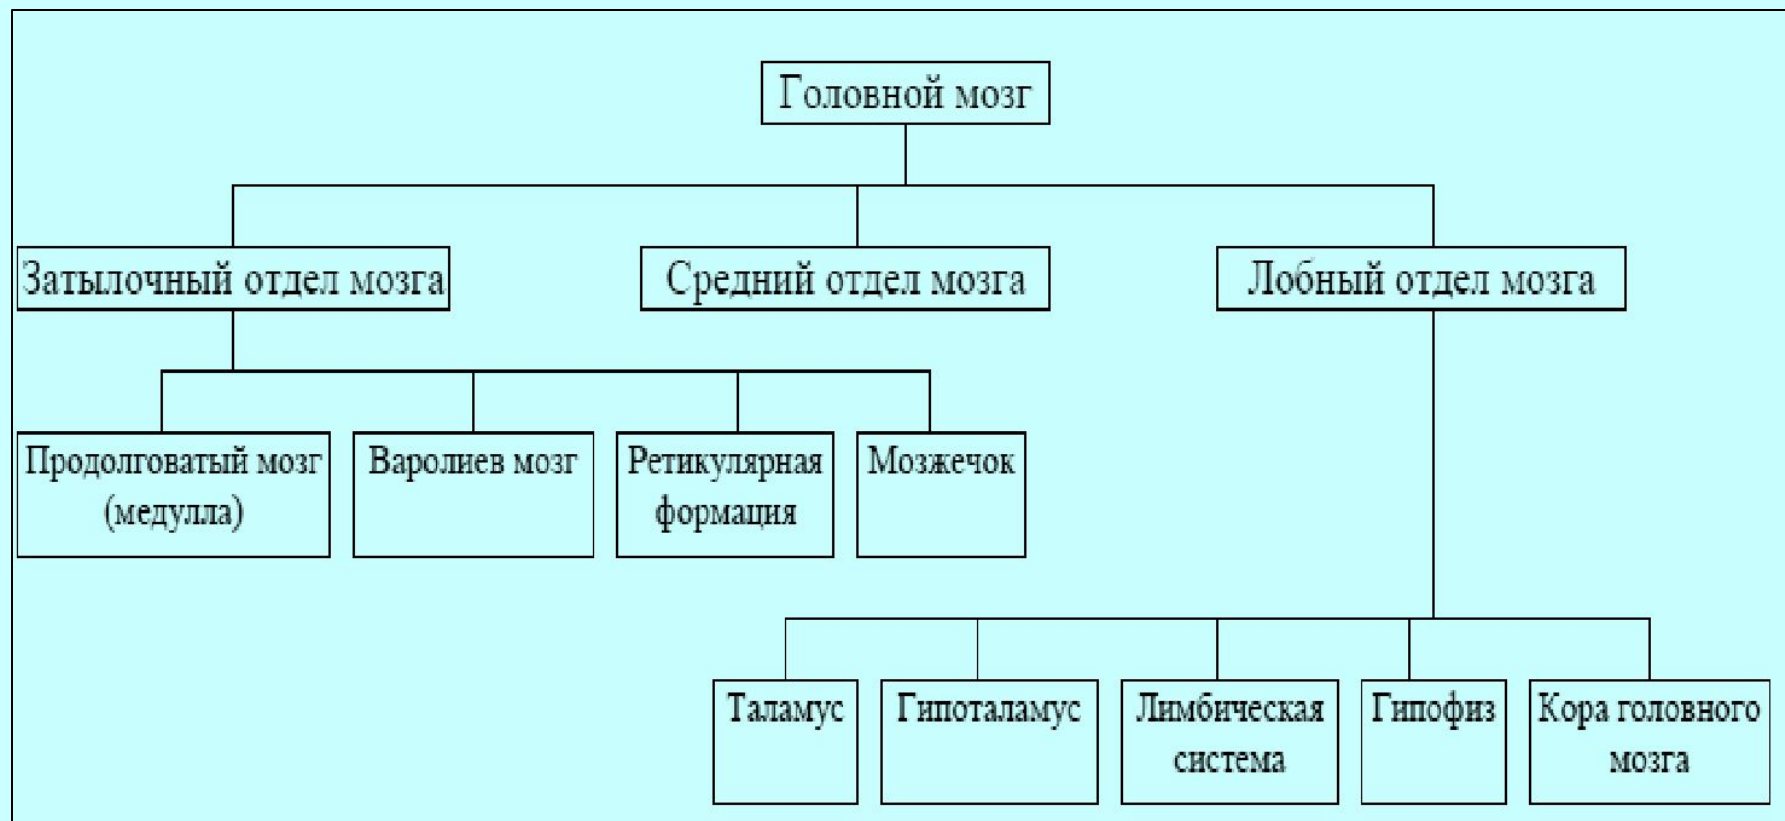 Головной мозг
Затылочный отдел мозга
Средний отдел мозга
Лобный отдел мозга
Продолговатый мозг
(медулла)
Варолиев мозг
Ретикулярная
формация
Мозжечок
Таламус
Гипоталамус
Лимбическая
система
Гипофиз
Кора головного
мозга